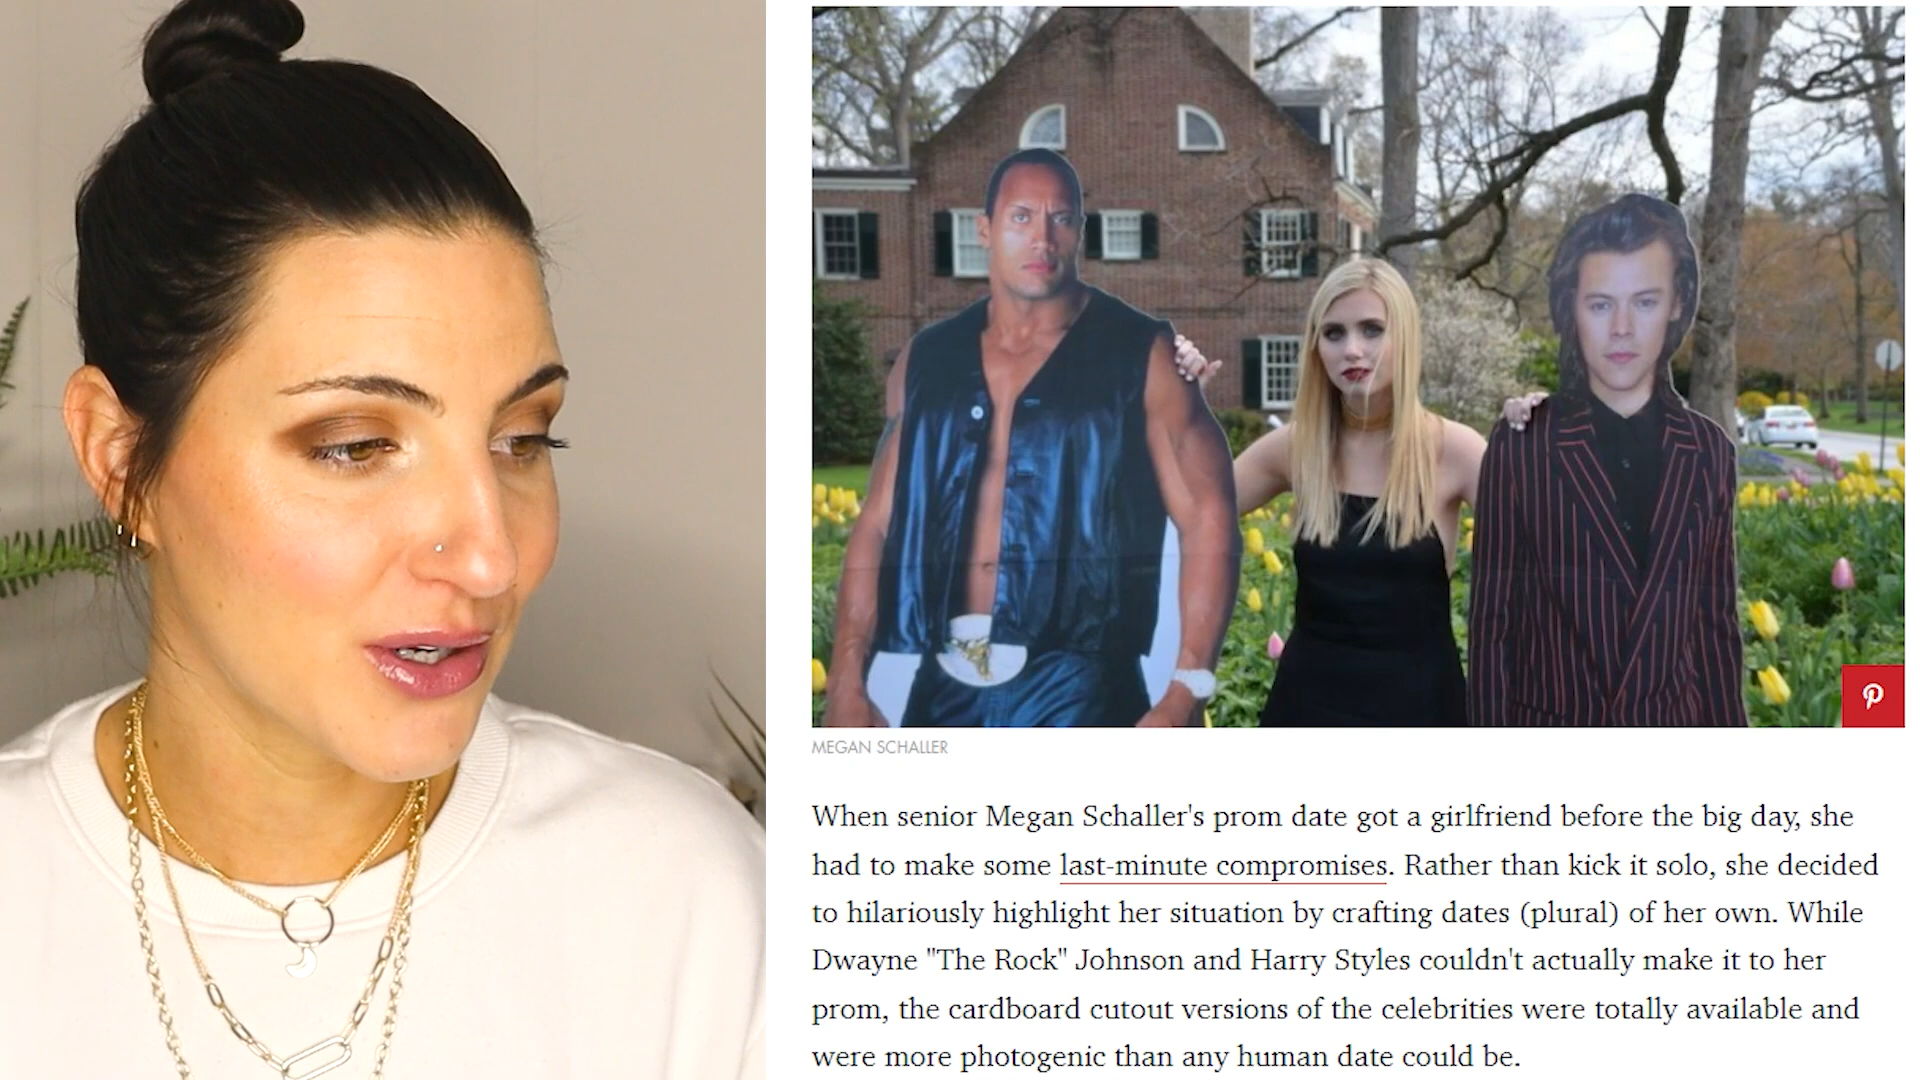 MEGAN SCHALLER
When senior Megan Schaller's prom date got a girlfriend before the big day, she
had to make some last-minute compromises. Rather than kick it solo, she decided
to hilariously highlight her situation by crafting dates (plural) of her own. While
Dwayne "The Rock" Johnson and Harry Styles couldn't actually make it to her
prom, the cardboard cutout versions of the celebrities were totally available and
were more photogenic than any human date could be.